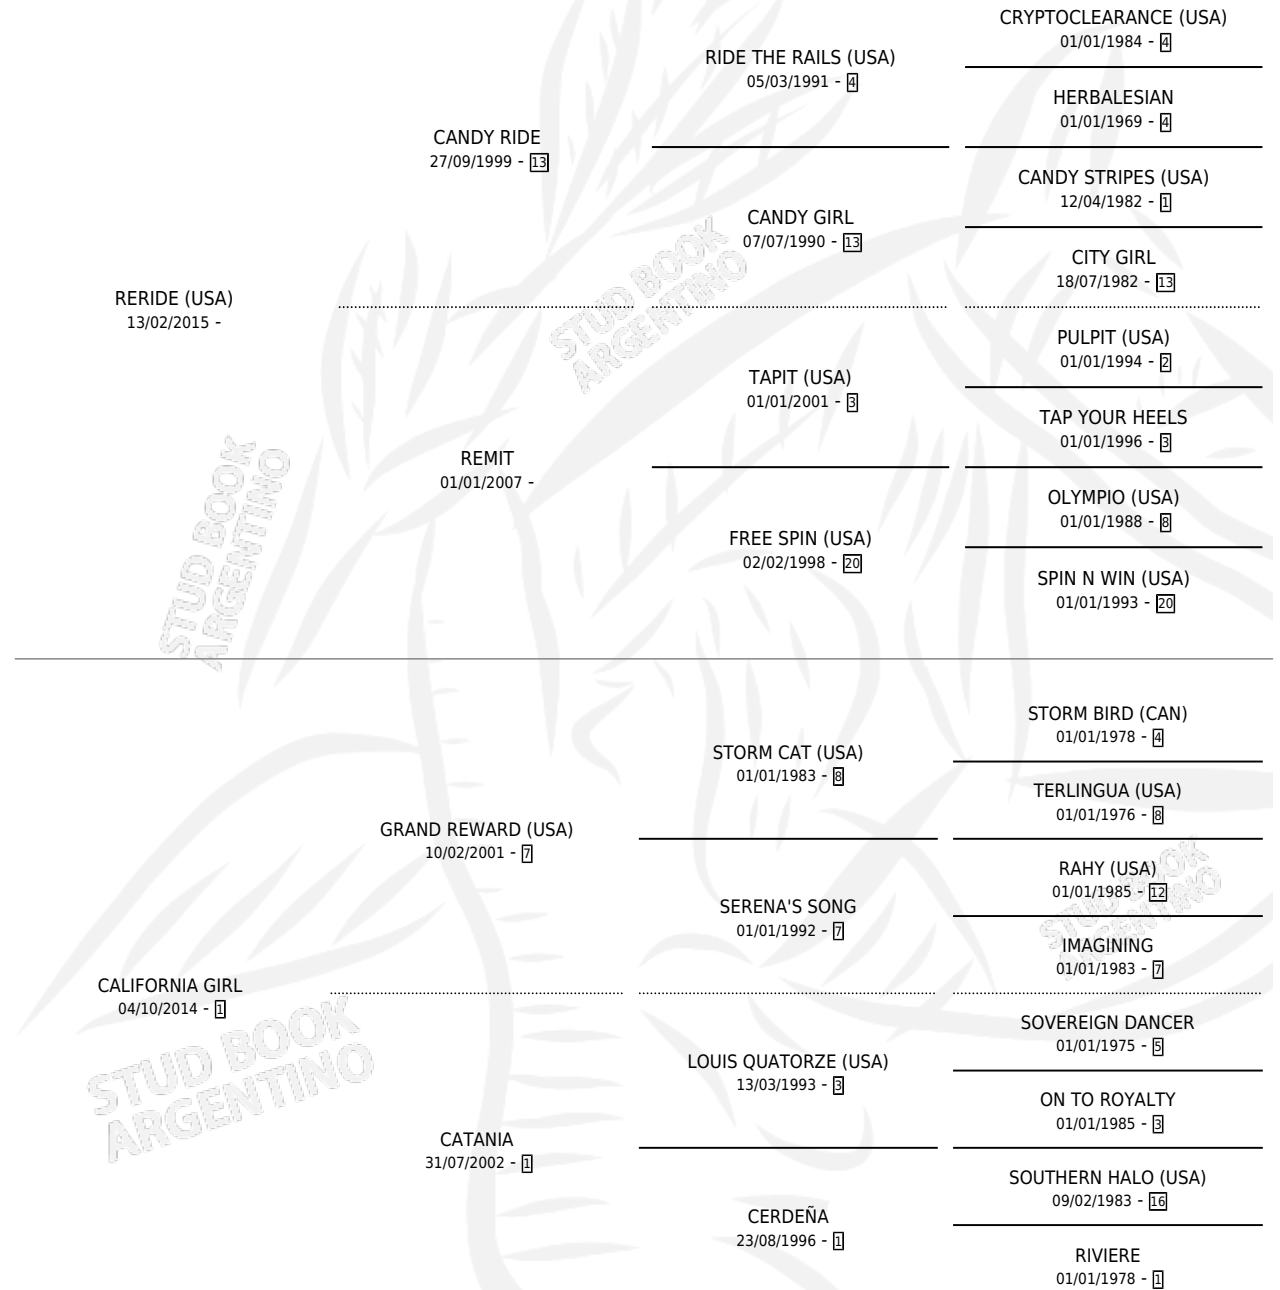 CRYPTOCLEARANCE (USA)
01/01/1984 - 4
RIDE THE RAILS (USA)
05/03/1991 - 4
HERBALESIAN
01/01/1969 - 4
CANDY RIDE
27/09/1999 - 13
CANDY STRIPES (USA)
12/04/1982 - 1
CANDY GIRL
07/07/1990 - 13
CITY GIRL
18/07/1982 - 13
RERIDE (USA)
13/02/2015 -
PULPIT (USA)
01/01/1994 - 2
TAPIT (USA)
01/01/2001 - 3
TAP YOUR HEELS
01/01/1996 - 3
REMIT
01/01/2007 -
OLYMPIO (USA)
01/01/1988 - 8
FREE SPIN (USA)
02/02/1998 - 20
SPIN N WIN (USA)
01/01/1993 - 20
STORM BIRD (CAN)
01/01/1978 - 4
STORM CAT (USA)
01/01/1983 - 8
TERLINGUA (USA)
01/01/1976 - 8
GRAND REWARD (USA)
10/02/2001 - 7
RAHY (USA)
01/01/1985 - 12
SERENA'S SONG
01/01/1992 - 7
IMAGINING
01/01/1983 - 7
CALIFORNIA GIRL
04/10/2014 - 1
SOVEREIGN DANCER
01/01/1975 - 5
LOUIS QUATORZE (USA)
13/03/1993 - 3
ON TO ROYALTY
01/01/1985 - 3
CATANIA
31/07/2002 - 1
SOUTHERN HALO (USA)
09/02/1983 - 16
CERDEÑA
23/08/1996 - 1
RIVIERE
01/01/1978 - 1
STUD BOOK
ARGENTINO
STUD BOOK
ARGENTINO
STUD BOOK
ARGENTINO
STUD BOOK
ARGENTINO